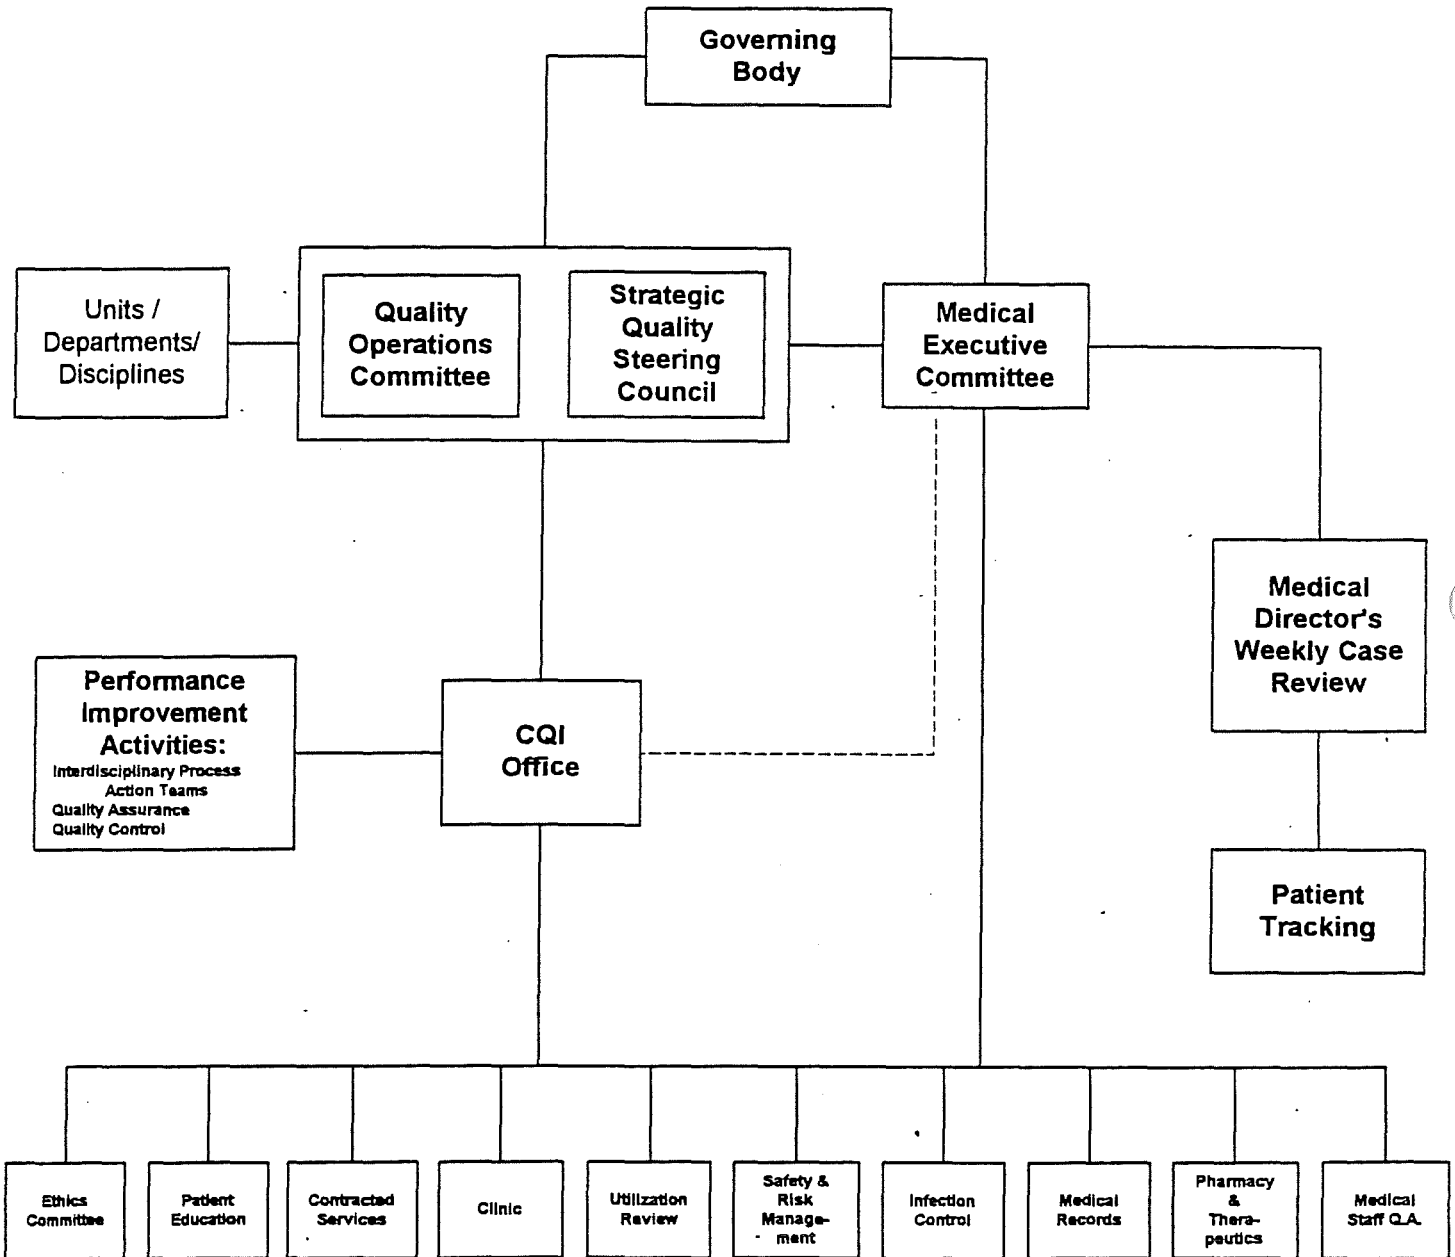 Governing
Body
Units /
Departments/
Disciplines
Quality
Operations
Committee
Strategic
Quality
Steering
Council
Medical
Executive
Committee
Medical
Director's
Weekly Case
Review
Performance
Improvement
Activities:
Interdisciplinary Process
Action Teams
Quality Assurance
Quality Control
CQI
Office
Patient
Tracking
Ethics
Committee
Patient
Education
Contracted
Services
Clinic
Utilization
Review
Safety &
Risk
Manage-
ment
Infection
Control
Medical
Records
Pharmacy
&
Thera-
peutics
Medical
Staff Q.A.